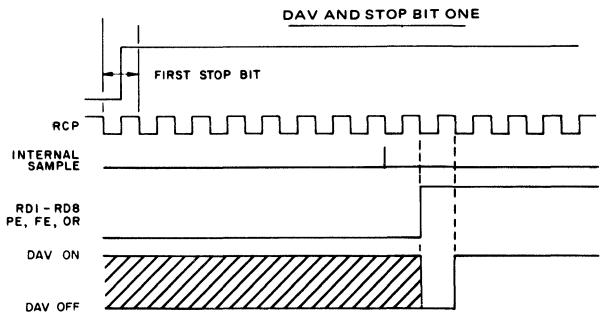 DAV AND STOP BIT ONE
FIRST STOP BIT
RCP
INTERNAL
SAMPLE
RD1-RD8
PE, FE, OR
DAV ON
DAV OFF